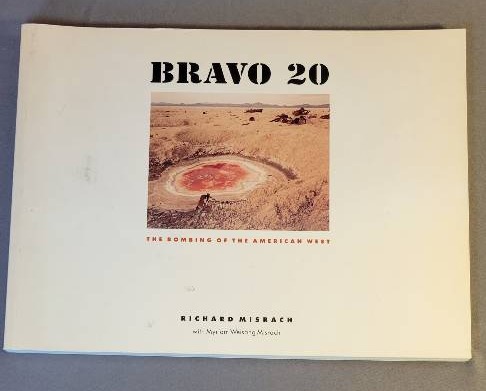 BRAVO 20
THE BOMBING OF THE AMERICAN WEST
RICHARD MISRACH
with Myriam Weisang Misrach